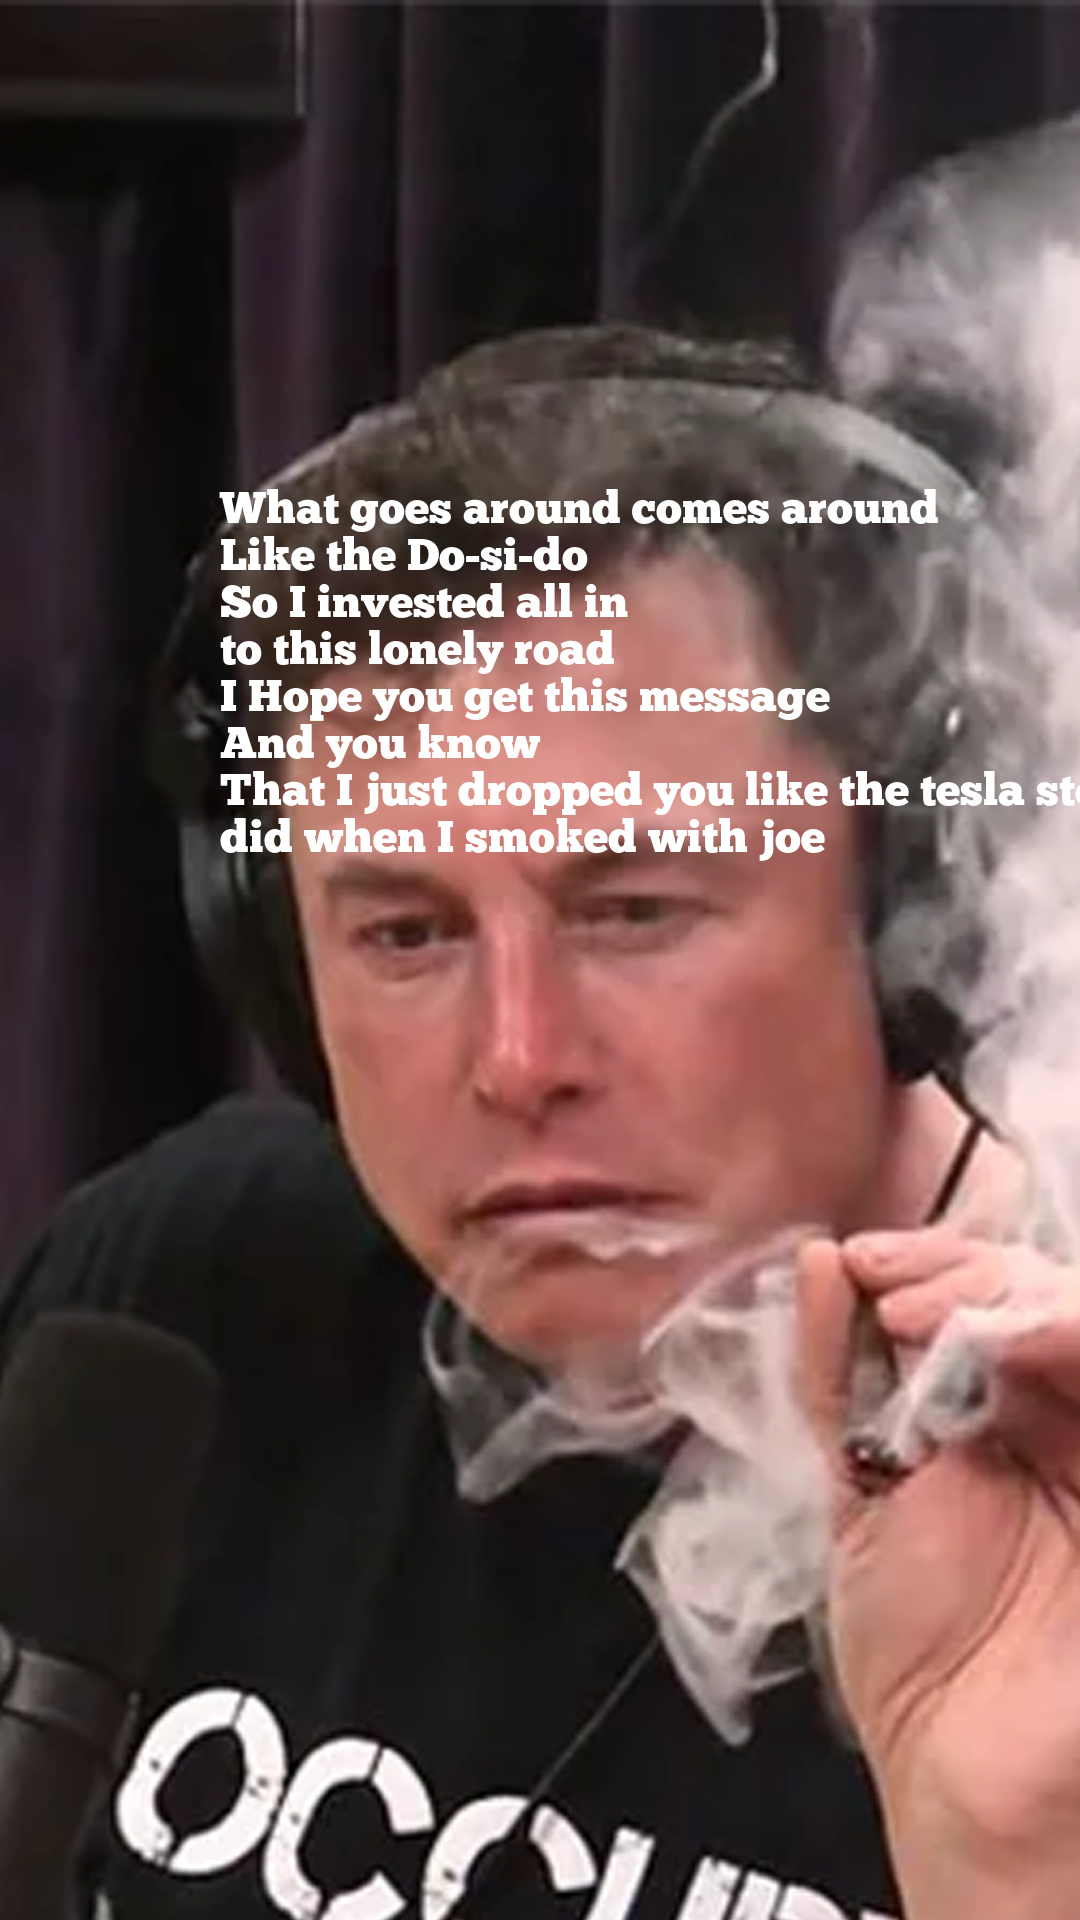 What goes around comes around
Like the Do-si-do
So I invested all in
to this lonely road
I Hope you get this message
And you know
That I just dropped you like the tesla
did when I smoked with joe